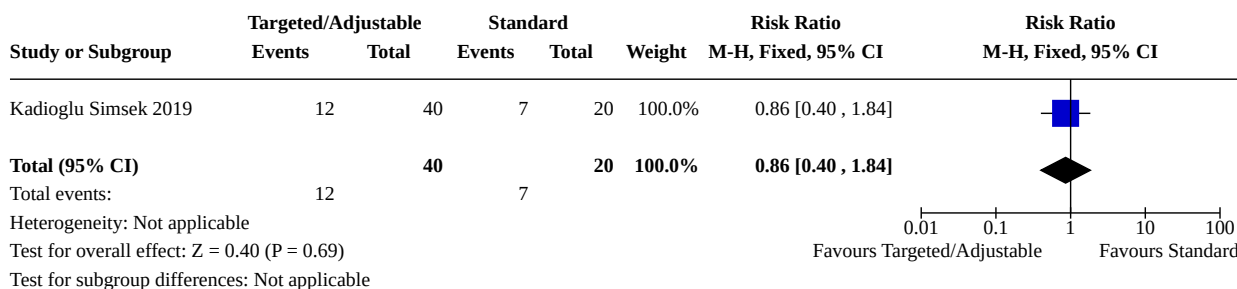 Targeted/Adjustable Standard Risk Ratio Risk Ratio
Study or Subgroup Events Total Events Total Weight M-H, Fixed, 95% CI M-H, Fixed, 95% CI
Kadioglu Simsek 2019 12 40 7 20 100.0% 0.86 [0.40 , 1.84]
Total (95% CI) 40 20 100.0% 0.86 [0.40 , 1.84]
Total events: 12 7
Heterogeneity: Not applicable
0.01 0.1 1 10 100
Test for overall effect: Z = 0.40 (P = 0.69) Favours Targeted/Adjustable Favours Standard
Test for subgroup differences: Not applicable